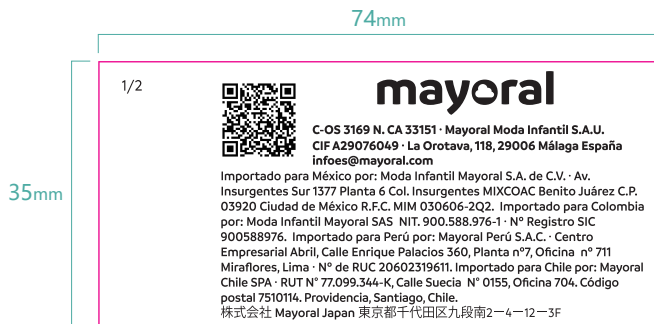 74mm
1/2
mayoral
C-OS 3169 N. CA 33151 · Mayoral Moda Infantil S.A.U.
CIF A29076049 · La Orotava, 118, 29006 Málaga España
infoes@mayoral.com
35mm
Importado para México por: Moda Infantil Mayoral S.A. de C.V. · Av.
Insurgentes Sur 1377 Planta 6 Col. Insurgentes MIXCOAC Benito Juárez C.P.
03920 Ciudad de México R.F.C. MIM 030606-2Q2. Importado para Colombia
por: Moda Infantil Mayoral SAS NIT. 900.588.976-1 · N° Registro SIC
900588976. Importado para Perú por: Mayoral Perú S.A.C. · Centro
Empresarial Abril, Calle Enrique Palacios 360, Planta nº7, Oficina nº 711
Miraflores, Lima · N° de RUC 20602319611. Importado para Chile por: Mayoral
Chile SPA · RUT N° 77.099.344-K, Calle Suecia N° 0155, Oficina 704. Código
postal 7510114. Providencia, Santiago, Chile.
株式会社 Mayoral Japan 東京都千代田区九段南2ー4ー12ー3F